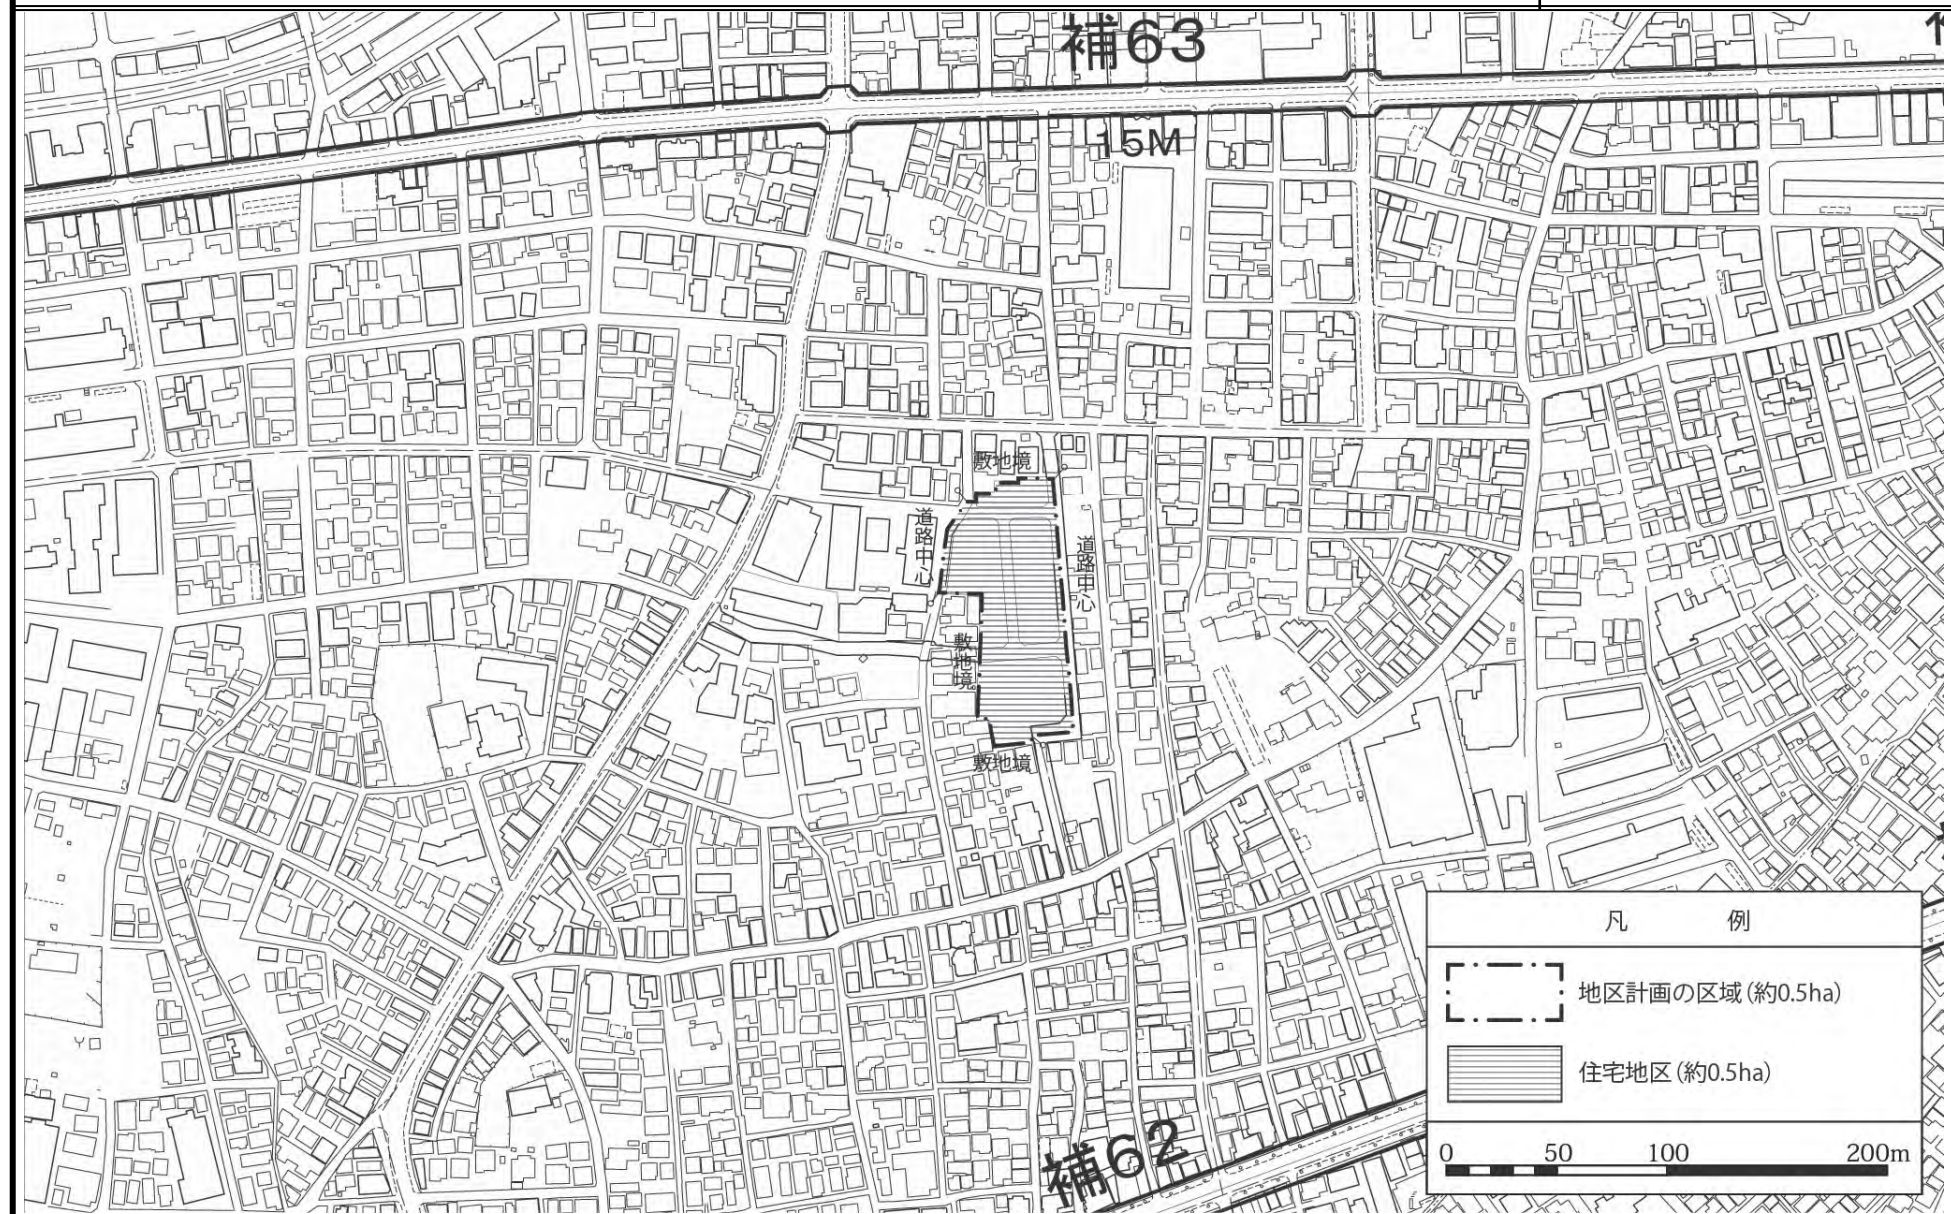 補63
15M
敷地境
道路中心
道路中心
敷地境
敷地境
補62
凡 例
地区計画の区域(約0.5ha)
住宅地区(約0.5ha)
0 50 100 200m